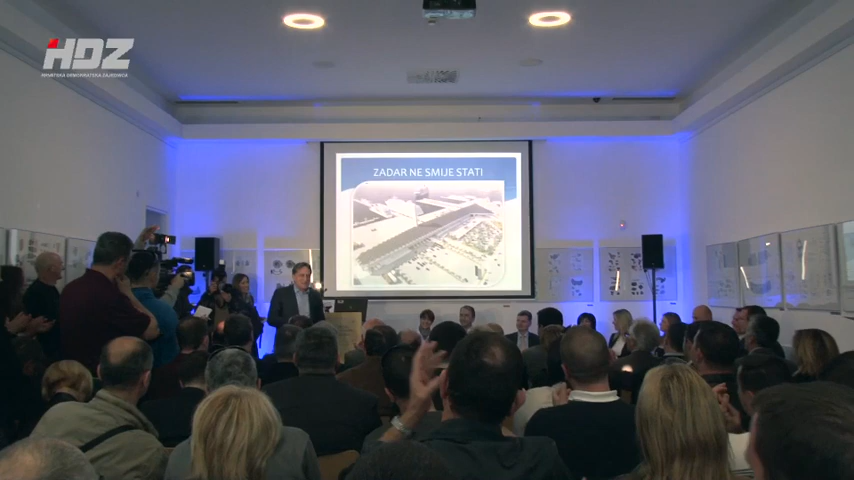 HDZ
HRVATSKA DEMOKRATSKA ZAJEDNICA
ZADAR NE SMIJE STATI